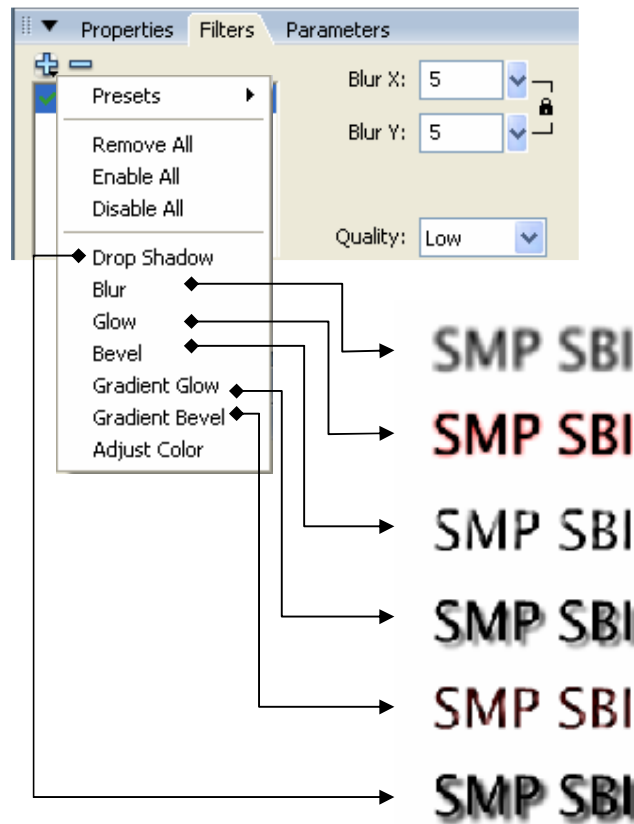 Properties Filters Parameters
Blur X: 5
Blur Y: 5
Quality: Low
Presets
Remove All
Enable All
Disable All
Drop Shadow
Blur
Glow
Bevel
Gradient Glow
Gradient Bevel
Adjust Color
SMP SBI
SMP SBI
SMP SBI
SMP SBI
SMP SBI
SMP SBI